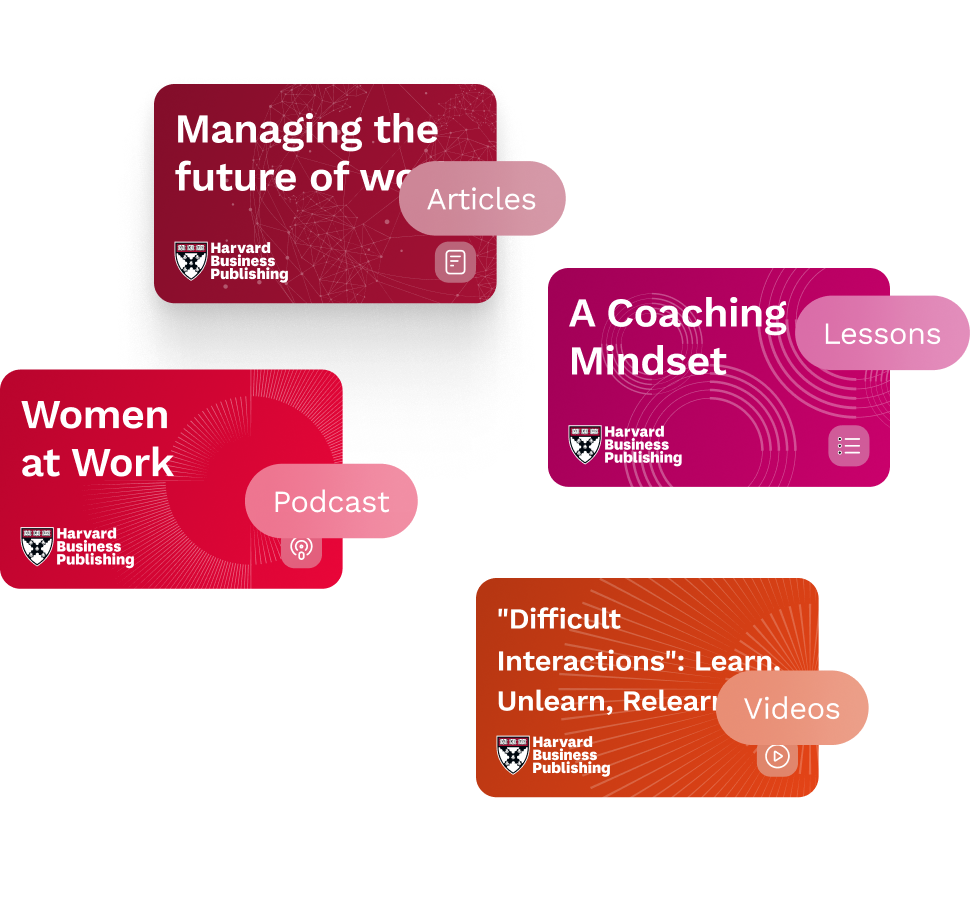 Managing the
future of
Articles
Harvard
Business
Publishing
A Coaching
Mindset
Lessons
Harvard
Business
Publishing
Women
at Work
Podcast
Harvard
Business
Publishing
"Difficult
Interactions": Learn,
Unlearn, Relearn
Videos
Harvard
Business
Publishing